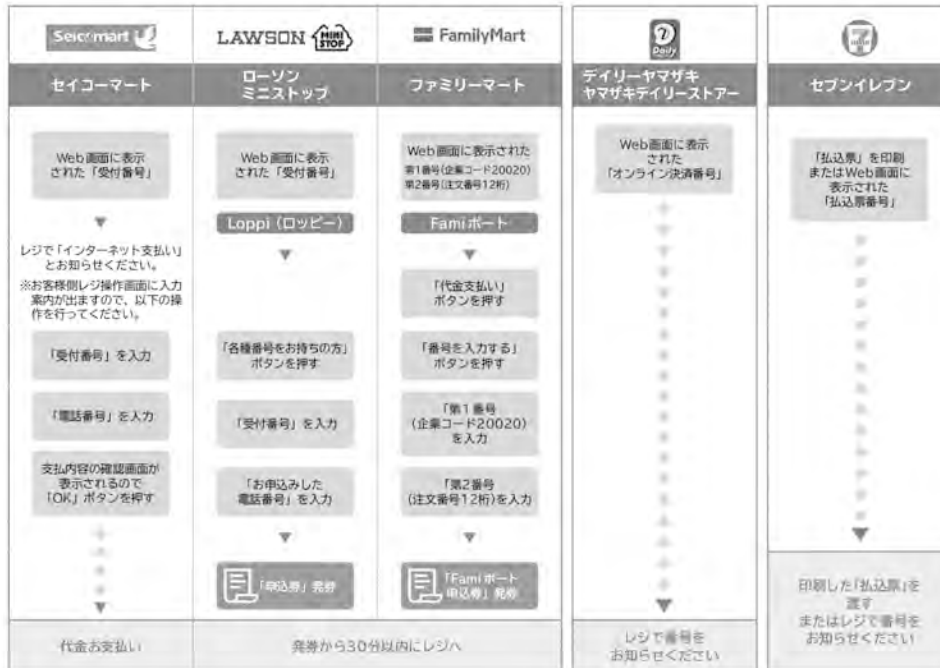 Seicomart
セイコーマート
Web画面に表示
された「受付番号」
レジで「インターネット支払い」
とお知らせください。
※お客様側レジ操作画面に入力
案内が出ますので、以下の操
作を行ってください。
「受付番号」を入力
「電話番号」を入力
支払内容の確認画面が
表示されるので
「OK」ボタンを押す
代金お支払い
LAWSON
MINI
STOP
ローソン
ミニストップ
Web画面に表示
された「受付番号」
Loppi（ロッピー）
「各種番号をお持ちの方」
ボタンを押す
「受付番号」を入力
「お申込みした
電話番号」を入力
「申込券」発券
FamilyMart
ファミリーマート
Web画面に表示された
第1番号(企業コード20020)
第2番号(注文番号12桁)
Famiポート
「代金支払い」
ボタンを押す
「番号を入力する」
ボタンを押す
「第1番号
(企業コード20020)
を入力
「第2番号
(注文番号12桁)を入力
「Famiポート
申込券」発券
発券から30分以内にレジへ
Daily
デイリーヤマザキ
ヤマザキデイリーストアー
Web画面に表示
された
「オンライン決済番号」
レジで番号を
お知らせください
セブンイレブン
「払込票」を印刷
またはWeb画面に
表示された
「払込票番号」
印刷した「払込票」を
渡す
またはレジで番号を
お知らせください